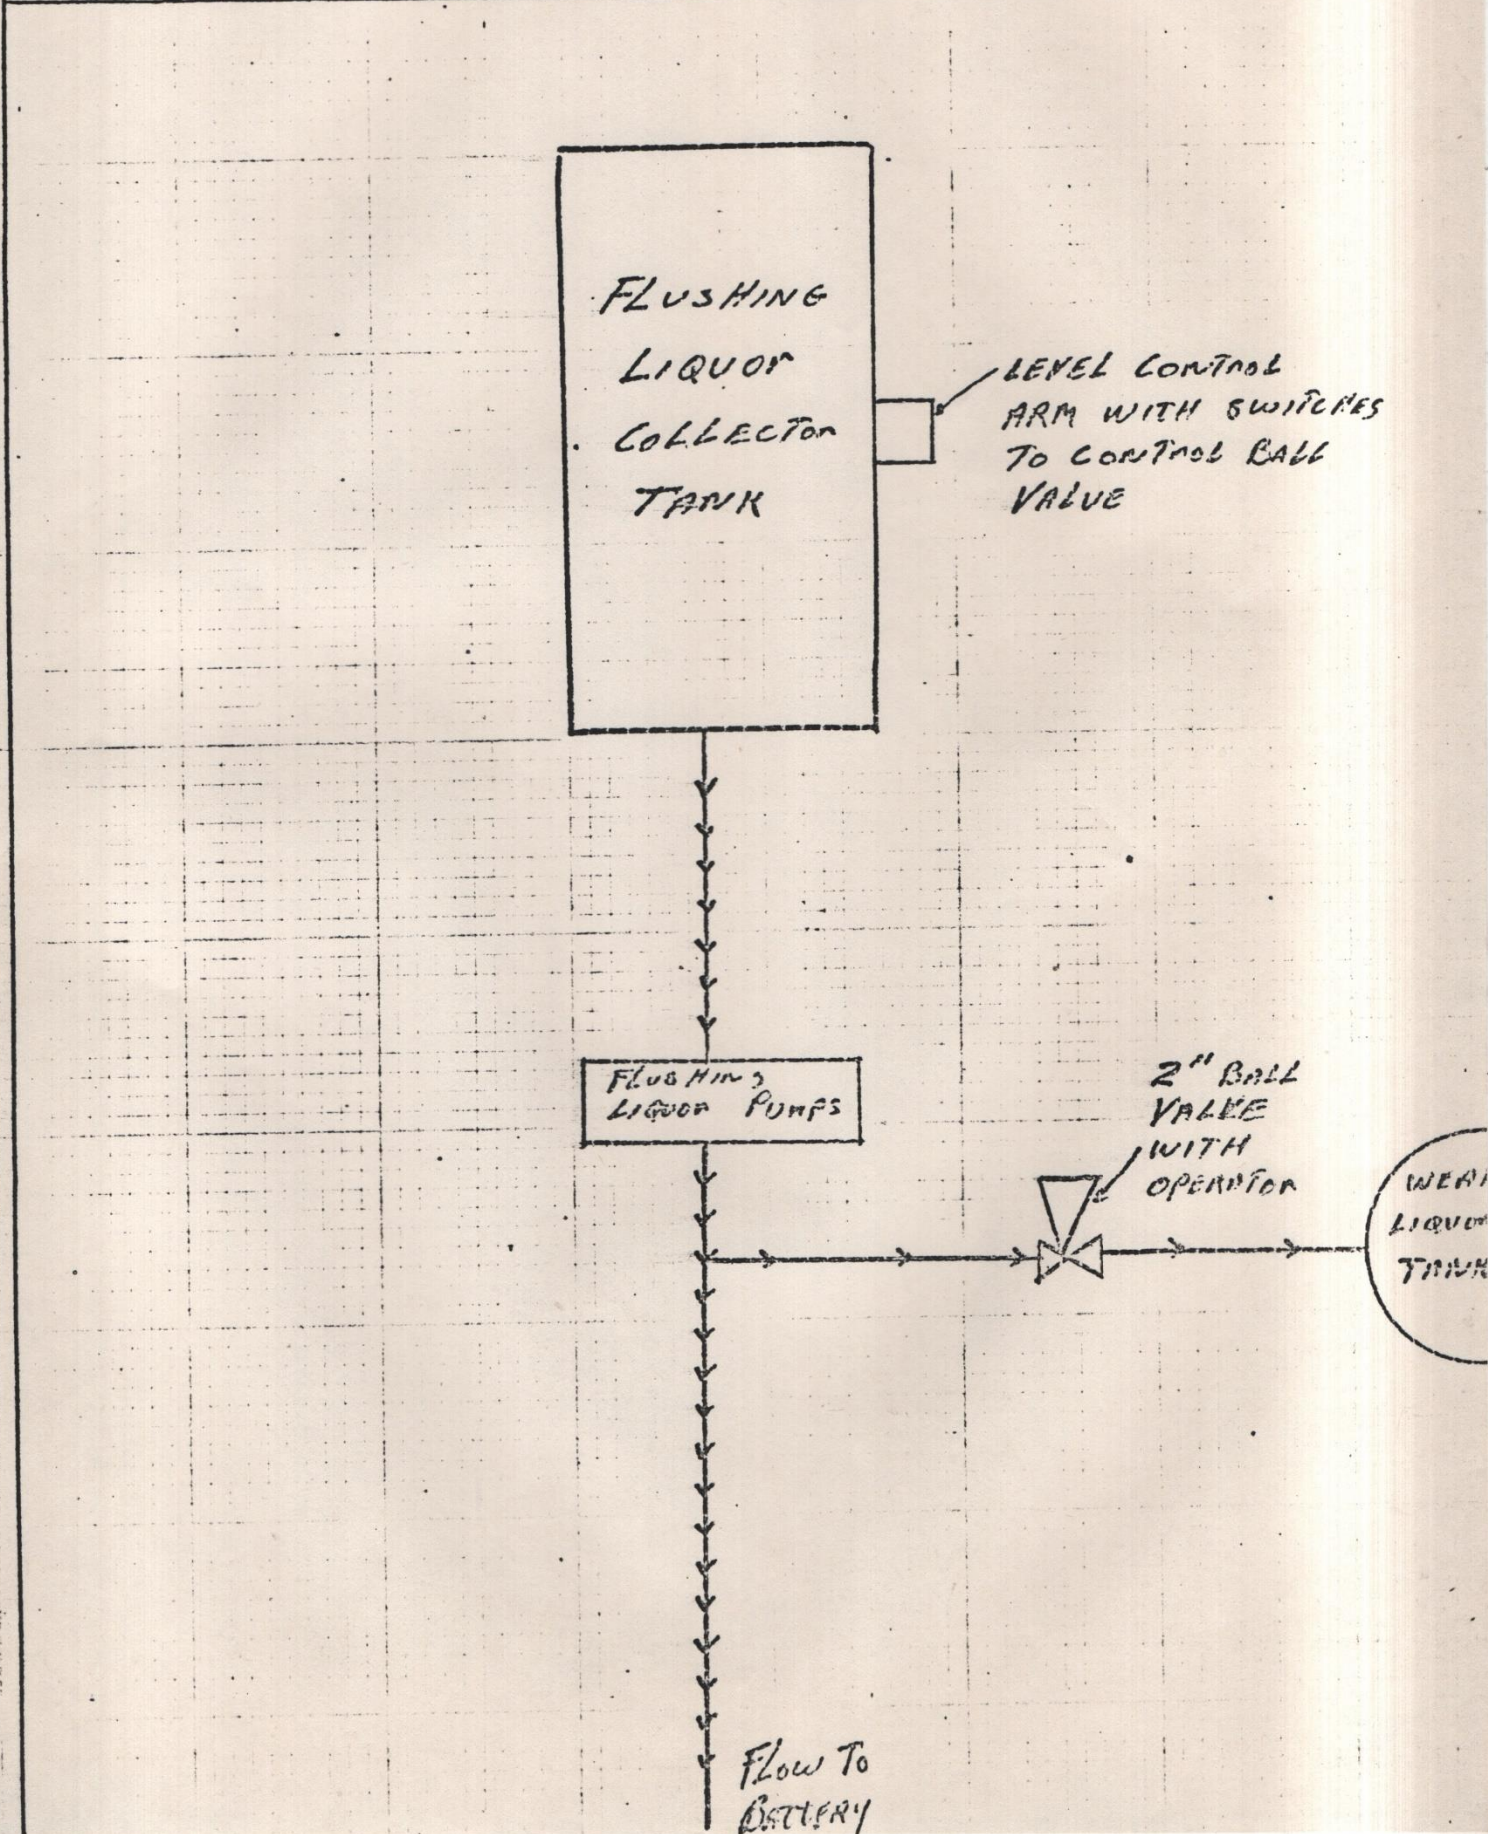 FLUSHING
LIQUOR
COLLECTOR
TANK
LEVEL CONTROL
ARM WITH SWITCHES
TO CONTROL BALL
VALUE
FLUSHING
LIQUOR PUMPS
2" BALL
VALVE
WITH
OPERATOR
LIQUOR
TANK
FLOW TO
BATTERY